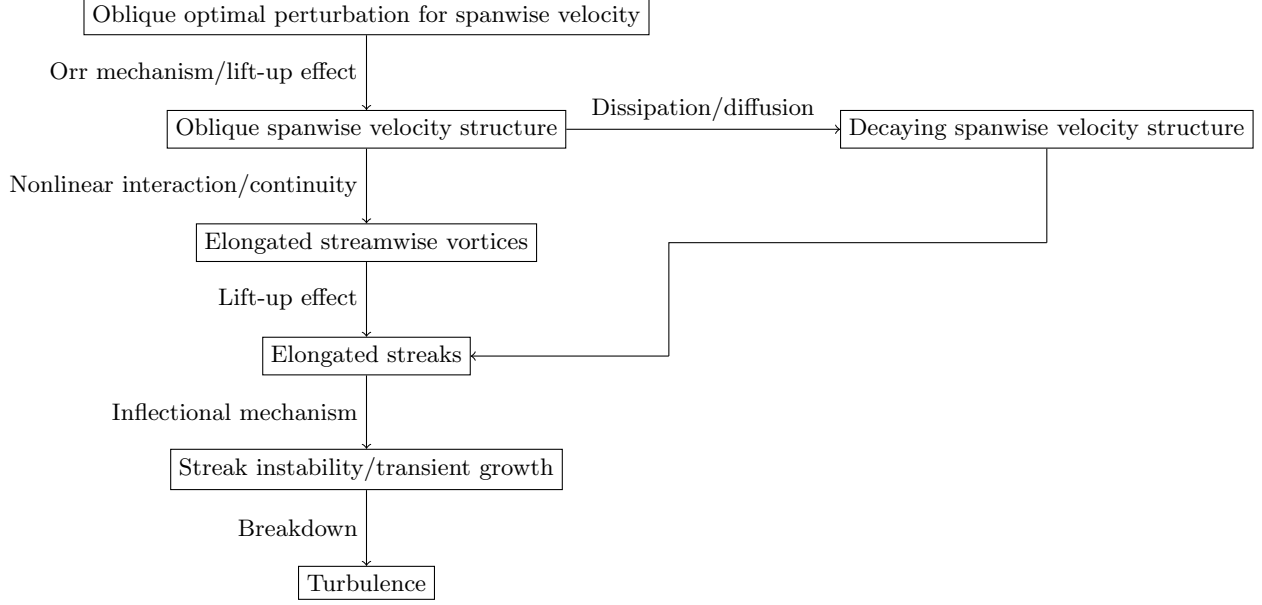 Oblique optimal perturbation for spanwise velocity
Orr mechanism/lift-up effect
Oblique spanwise velocity structure
Dissipation/diffusion
Decaying spanwise velocity structure
Nonlinear interaction/continuity
Elongated streamwise vortices
Lift-up effect
Elongated streaks
Inflectional mechanism
Streak instability/transient growth
Breakdown
Turbulence